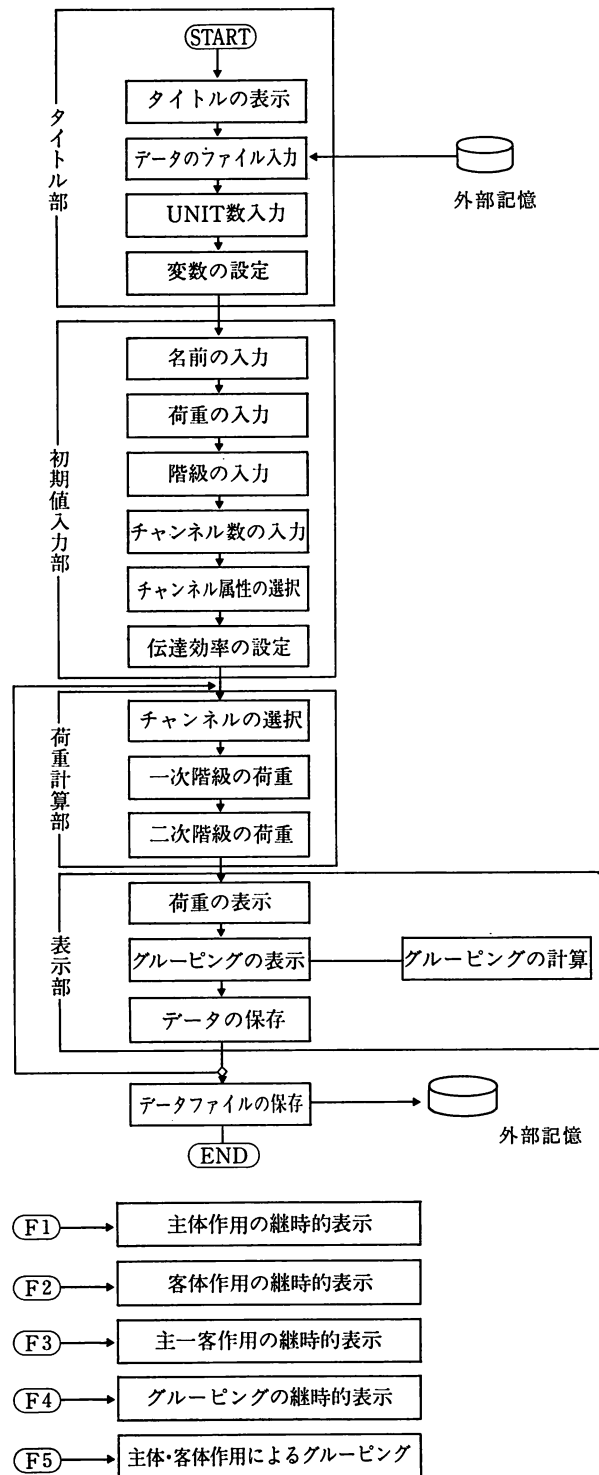 START
タイトル部
タイトルの表示
データのファイル入力
外部記憶
UNIT数入力
変数の設定
初期値入力部
名前の入力
荷重の入力
階級の入力
チャンネル数の入力
チャンネル属性の選択
伝達効率の設定
荷重計算部
チャンネルの選択
一次階級の荷重
二次階級の荷重
表示部
荷重の表示
グルーピングの表示
グルーピングの計算
データの保存
データファイルの保存
外部記憶
END
F1
主体作用の継時的表示
F2
客体作用の継時的表示
F3
主―客作用の継時的表示
F4
グルーピングの継時的表示
F5
主体・客体作用によるグルーピング